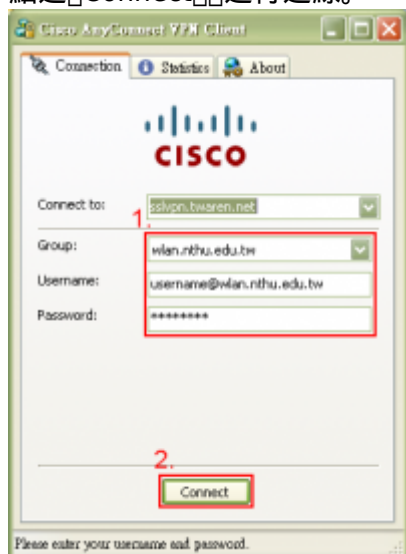 Connect
Cisco AnyConnect VPN Client
Connection Statistics About
CISCO
Connect to: sslvpn.twaren.net
1.
Group: wlan.nthu.edu.tw
Username: username@wlan.nthu.edu.tw
Password: ********
2.
Connect
Please enter your username and password.